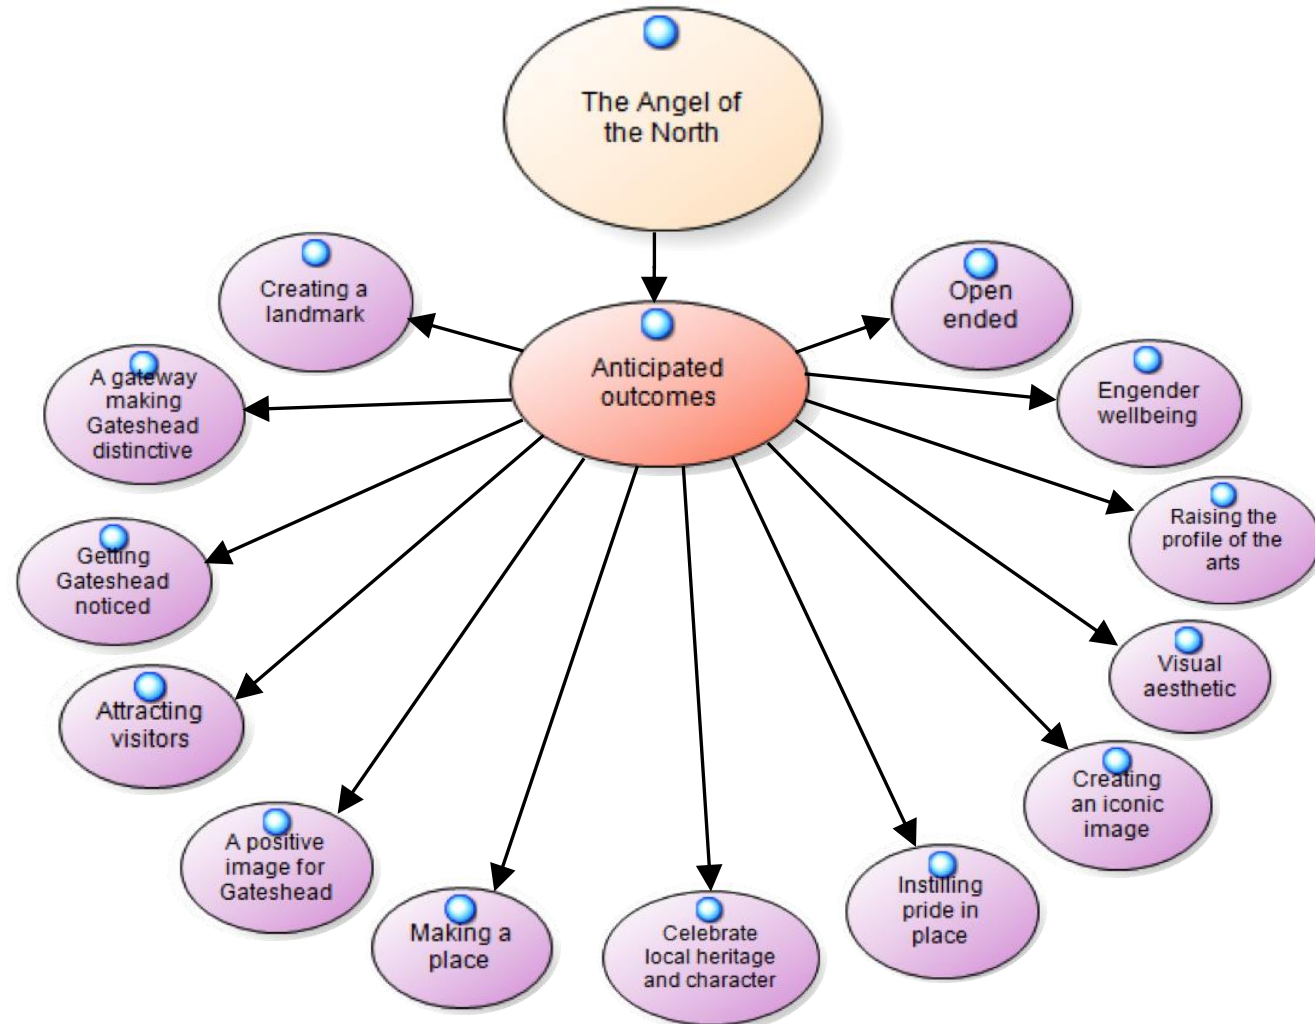 The Angel of
the North
Anticipated
outcomes
Creating a
landmark
A gateway
making
Gateshead
distinctive
Getting
Gateshead
noticed
Attracting
visitors
A positive
image for
Gateshead
Making a
place
Celebrate
local heritage
and character
Instilling
pride in
place
Creating
an iconic
image
Visual
aesthetic
Raising the
profile of the
arts
Engender
wellbeing
Open
ended